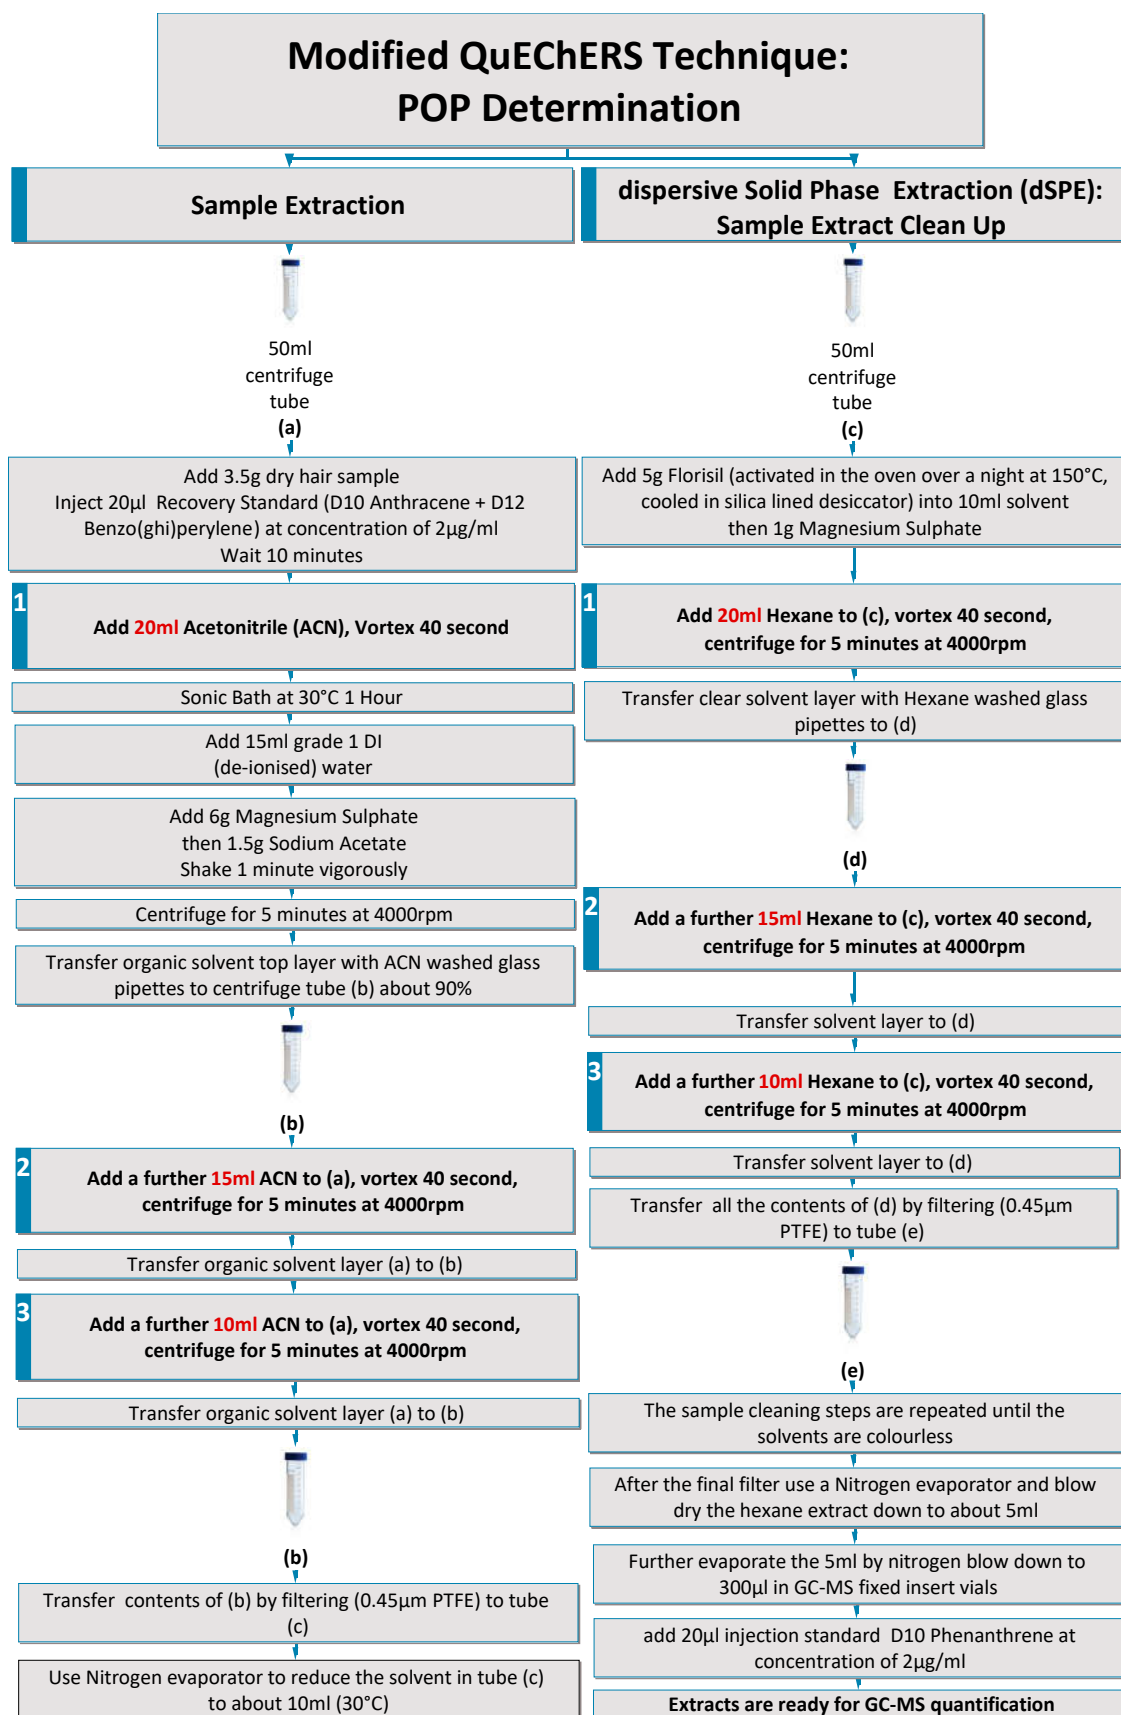 Modified QuEChERS Technique:
POP Determination
Sample Extraction
50ml
centrifuge
tube
(a)
Add 3.5g dry hair sample
Inject 20µl  Recovery Standard (D10 Anthracene + D12
Benzo(ghi)perylene) at concentration of 2µg/ml
Wait 10 minutes
1
Add 20ml Acetonitrile (ACN), Vortex 40 second
Sonic Bath at 30°C 1 Hour
Add 15ml grade 1 DI
(de-ionised) water
Add 6g Magnesium Sulphate
then 1.5g Sodium Acetate
Shake 1 minute vigorously
Centrifuge for 5 minutes at 4000rpm
Transfer organic solvent top layer with ACN washed glass
pipettes to centrifuge tube (b) about 90%
(b)
2
Add a further 15ml ACN to (a), vortex 40 second,
centrifuge for 5 minutes at 4000rpm
Transfer organic solvent layer (a) to (b)
3
Add a further 10ml ACN to (a), vortex 40 second,
centrifuge for 5 minutes at 4000rpm
Transfer organic solvent layer (a) to (b)
(b)
Transfer  contents of (b) by filtering (0.45µm PTFE) to tube
(c)
Use Nitrogen evaporator to reduce the solvent in tube (c)
to about 10ml (30°C)
dispersive Solid Phase  Extraction (dSPE):
Sample Extract Clean Up
50ml
centrifuge
tube
(c)
Add 5g Florisil (activated in the oven over a night at 150°C,
cooled in silica lined desiccator) into 10ml solvent
then 1g Magnesium Sulphate
1
Add 20ml Hexane to (c), vortex 40 second,
centrifuge for 5 minutes at 4000rpm
Transfer clear solvent layer with Hexane washed glass
pipettes to (d)
(d)
2
Add a further 15ml Hexane to (c), vortex 40 second,
centrifuge for 5 minutes at 4000rpm
Transfer solvent layer to (d)
3
Add a further 10ml Hexane to (c), vortex 40 second,
centrifuge for 5 minutes at 4000rpm
Transfer solvent layer to (d)
Transfer  all the contents of (d) by filtering (0.45µm
PTFE) to tube (e)
(e)
The sample cleaning steps are repeated until the
solvents are colourless
After the final filter use a Nitrogen evaporator and blow
dry the hexane extract down to about 5ml
Further evaporate the 5ml by nitrogen blow down to
300µl in GC-MS fixed insert vials
add 20µl injection standard  D10 Phenanthrene at
concentration of 2µg/ml
Extracts are ready for GC-MS quantification